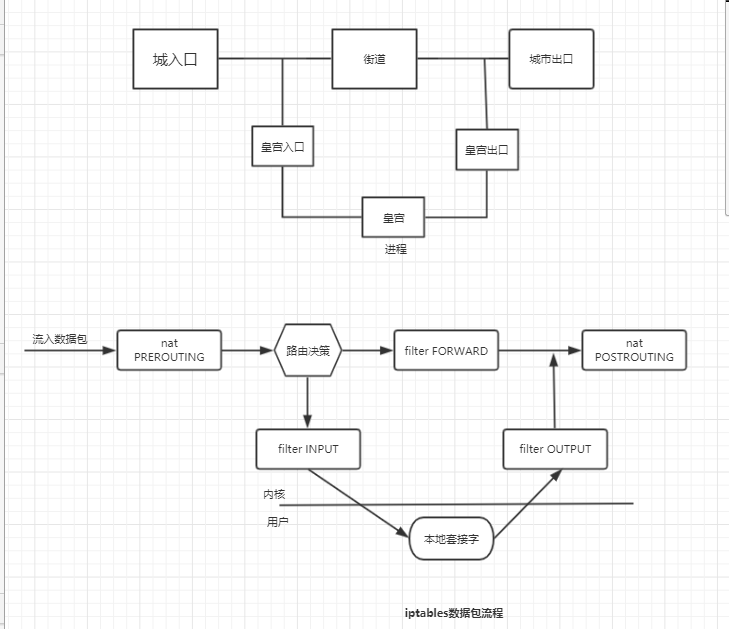 城入口
街道
城市出口
皇宫入口
皇宫出口
皇宫
进程
流入数据包
nat
PREROUTING
路由决策
filter FORWARD
nat
POSTROUTING
filter INPUT
filter OUTPUT
内核
用户
本地套接字
iptables数据包流程